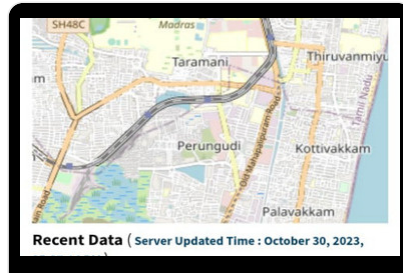 SH48C
Madras
Taramani
Thiruvanmiyu
m
Perungudi
Kottivakkam
Old Mahabalipuram Road
Tamil Nadu
Palavakkam
Road
Recent Data ( Server Updated Time : October 30, 2023,